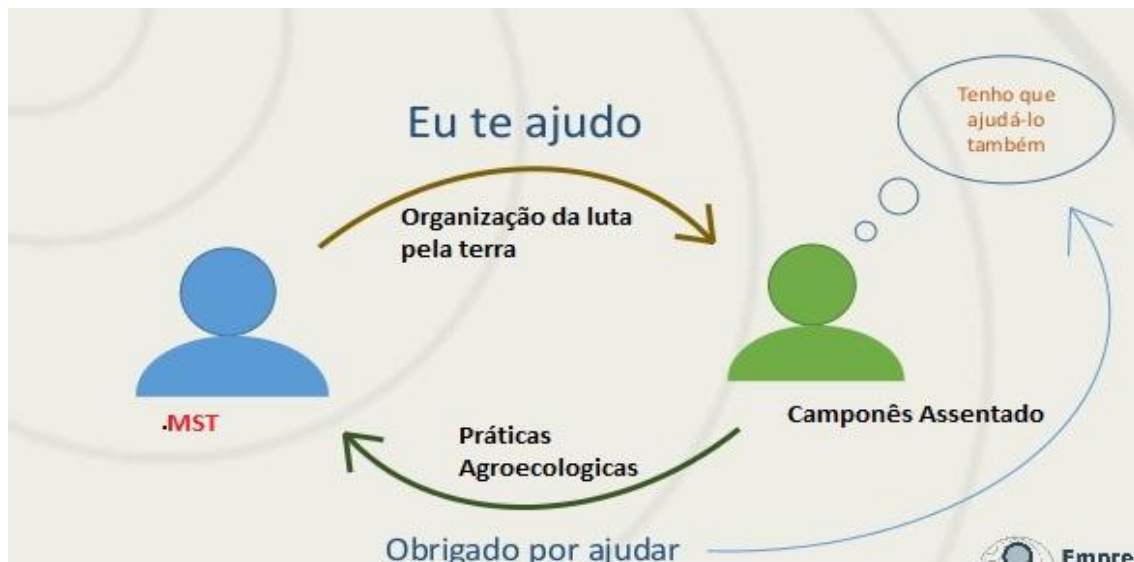 Eu te ajudo
Tenho que
ajudá-lo
também
Organização da luta
pela terra
.MST
Camponês Assentado
Práticas
Agroecologicas
Obrigado por ajudar
Empre